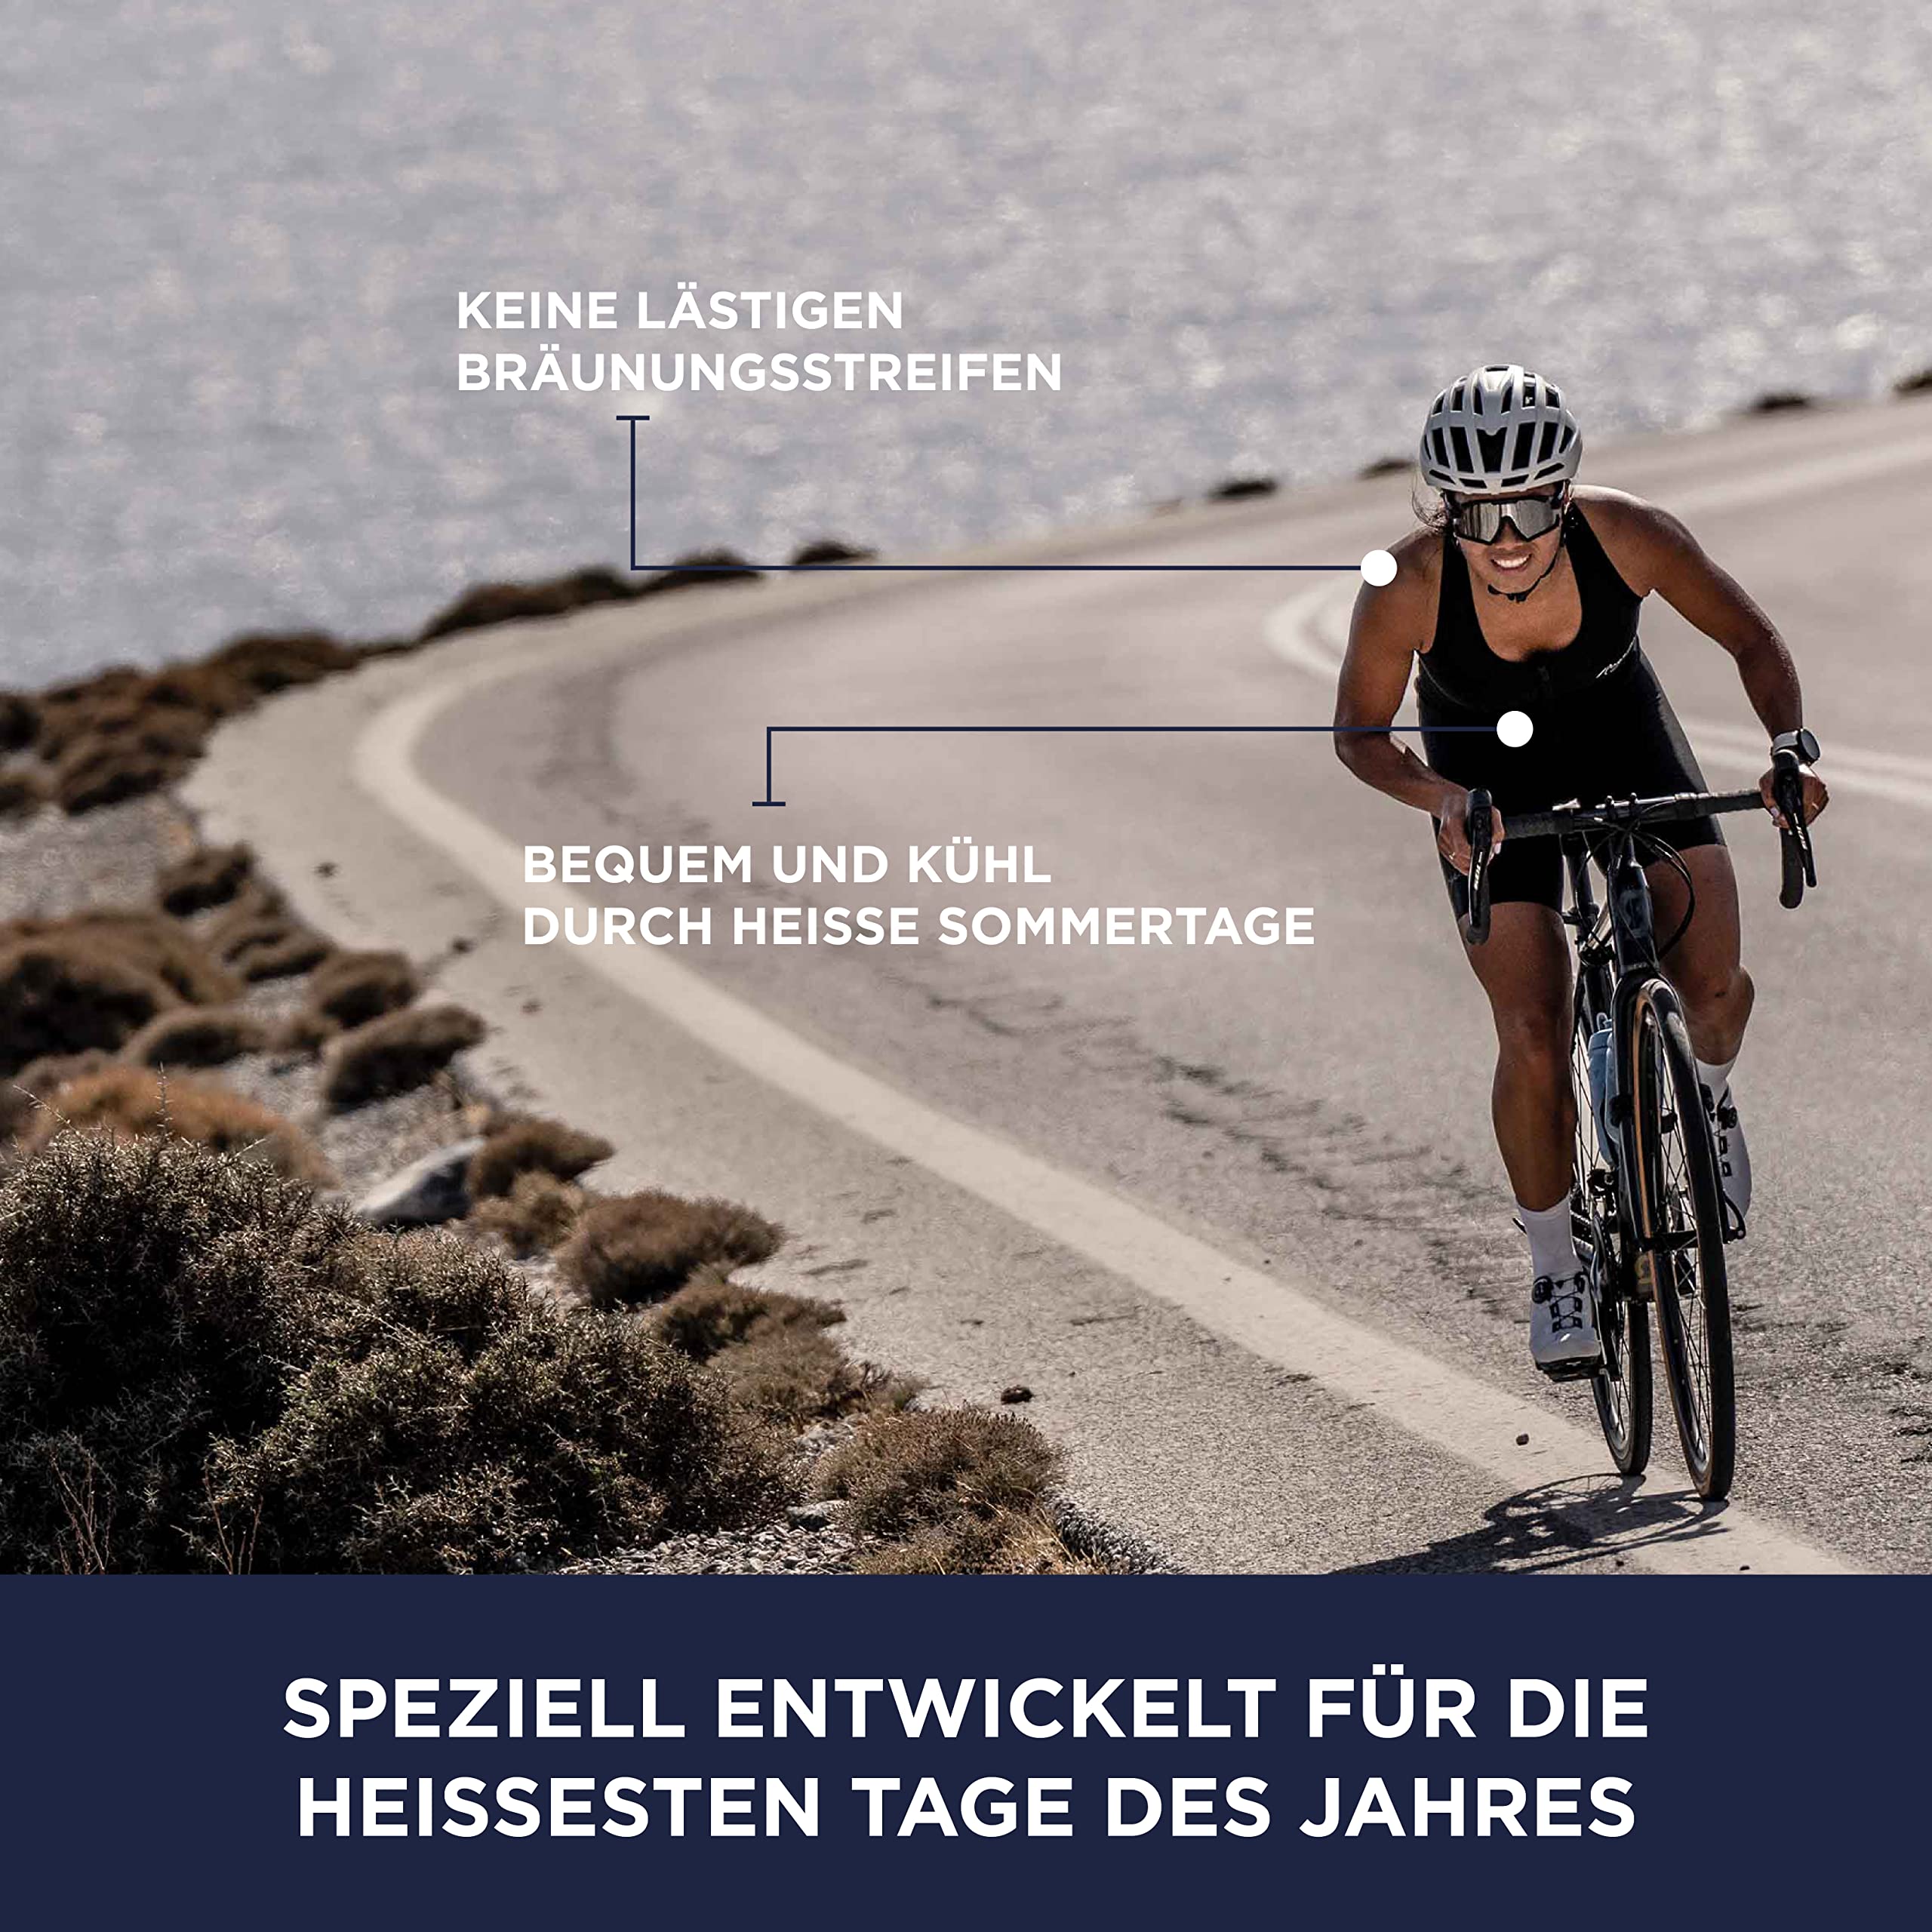 KEINE LÄSTIGEN
BRÄUNUNGSSTREIFEN
BEQUEM UND KÜHL
DURCH HEISSE SOMMERTAGE
SPEZIELL ENTWICKELT FÜR DIE
HEISSESTEN TAGE DES JAHRES